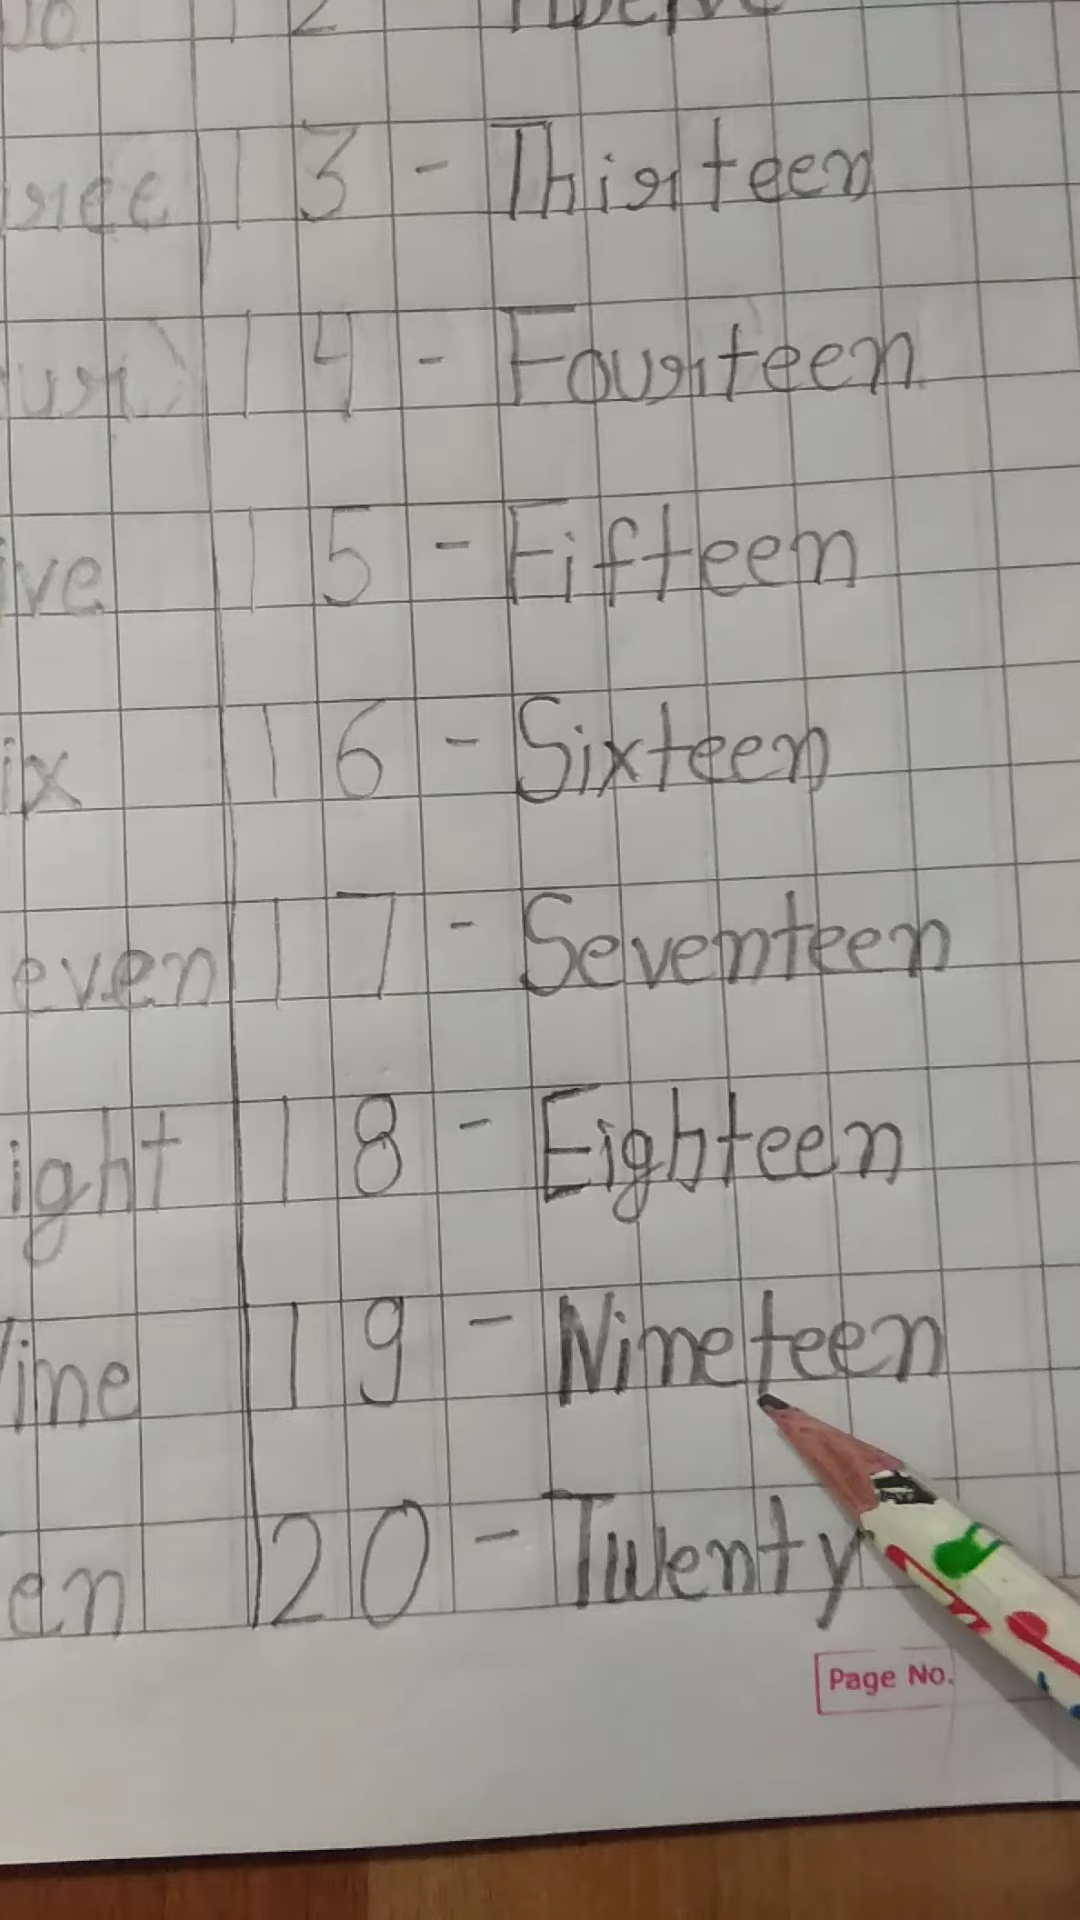 13 - Thirteen
14 - Fourteen
ive 15 - Fifteen
ix 16 - Sixteen
even 17 - Seventeen
ight 18 - Eighteen
ine 19 - Nineteen
en 20 - Twenty
Page No.